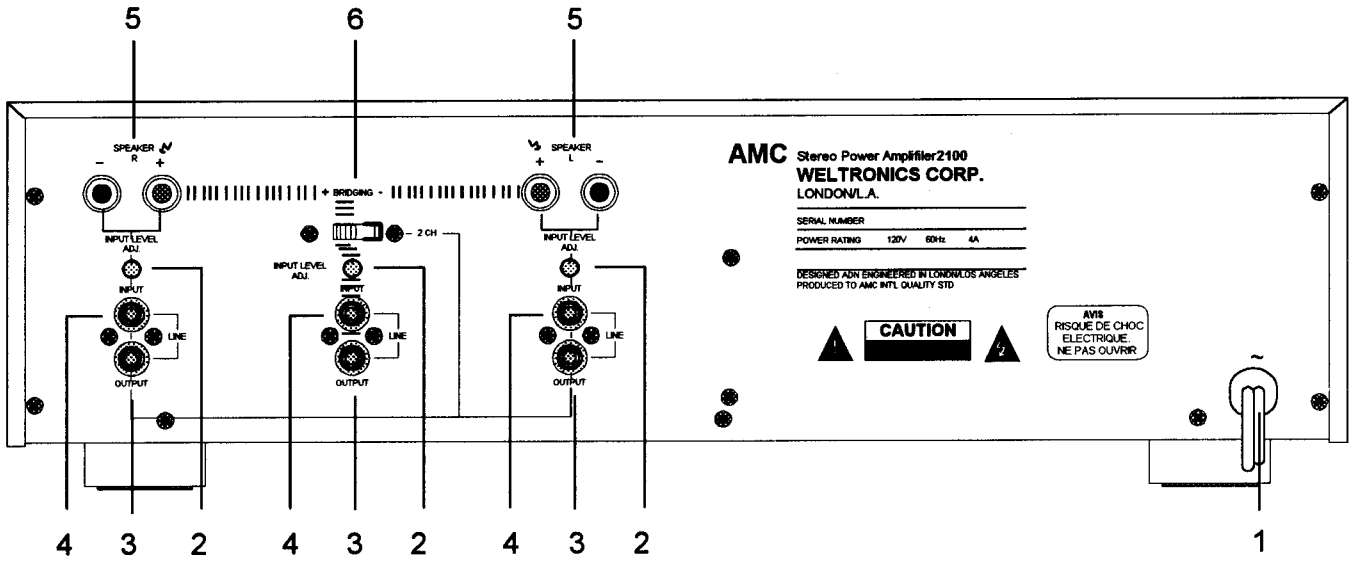 5 6 5
SPEAKER
R
- +
SPEAKER
L
+ -
+ BRIDGING -
INPUT LEVEL
ADJ.
INPUT
LINE
OUTPUT
2 CH
INPUT LEVEL
ADJ.
INPUT
LINE
OUTPUT
INPUT LEVEL
ADJ.
INPUT
LINE
OUTPUT
AMC Stereo Power Amplifiler2100
WELTRONICS CORP.
LONDON/L.A.
SERIAL NUMBER
POWER RATING 120V 60Hz 4A
DESIGNED ADN ENGINEERED IN LONDN/LOS ANGELES
PRODUCED TO AMC INT'L QUALITY STD
CAUTION
AVIS
RISQUE DE CHOC
ELECTRIQUE.
NE PAS OUVRIR
~
4 3 2 4 3 2 4 3 2 1